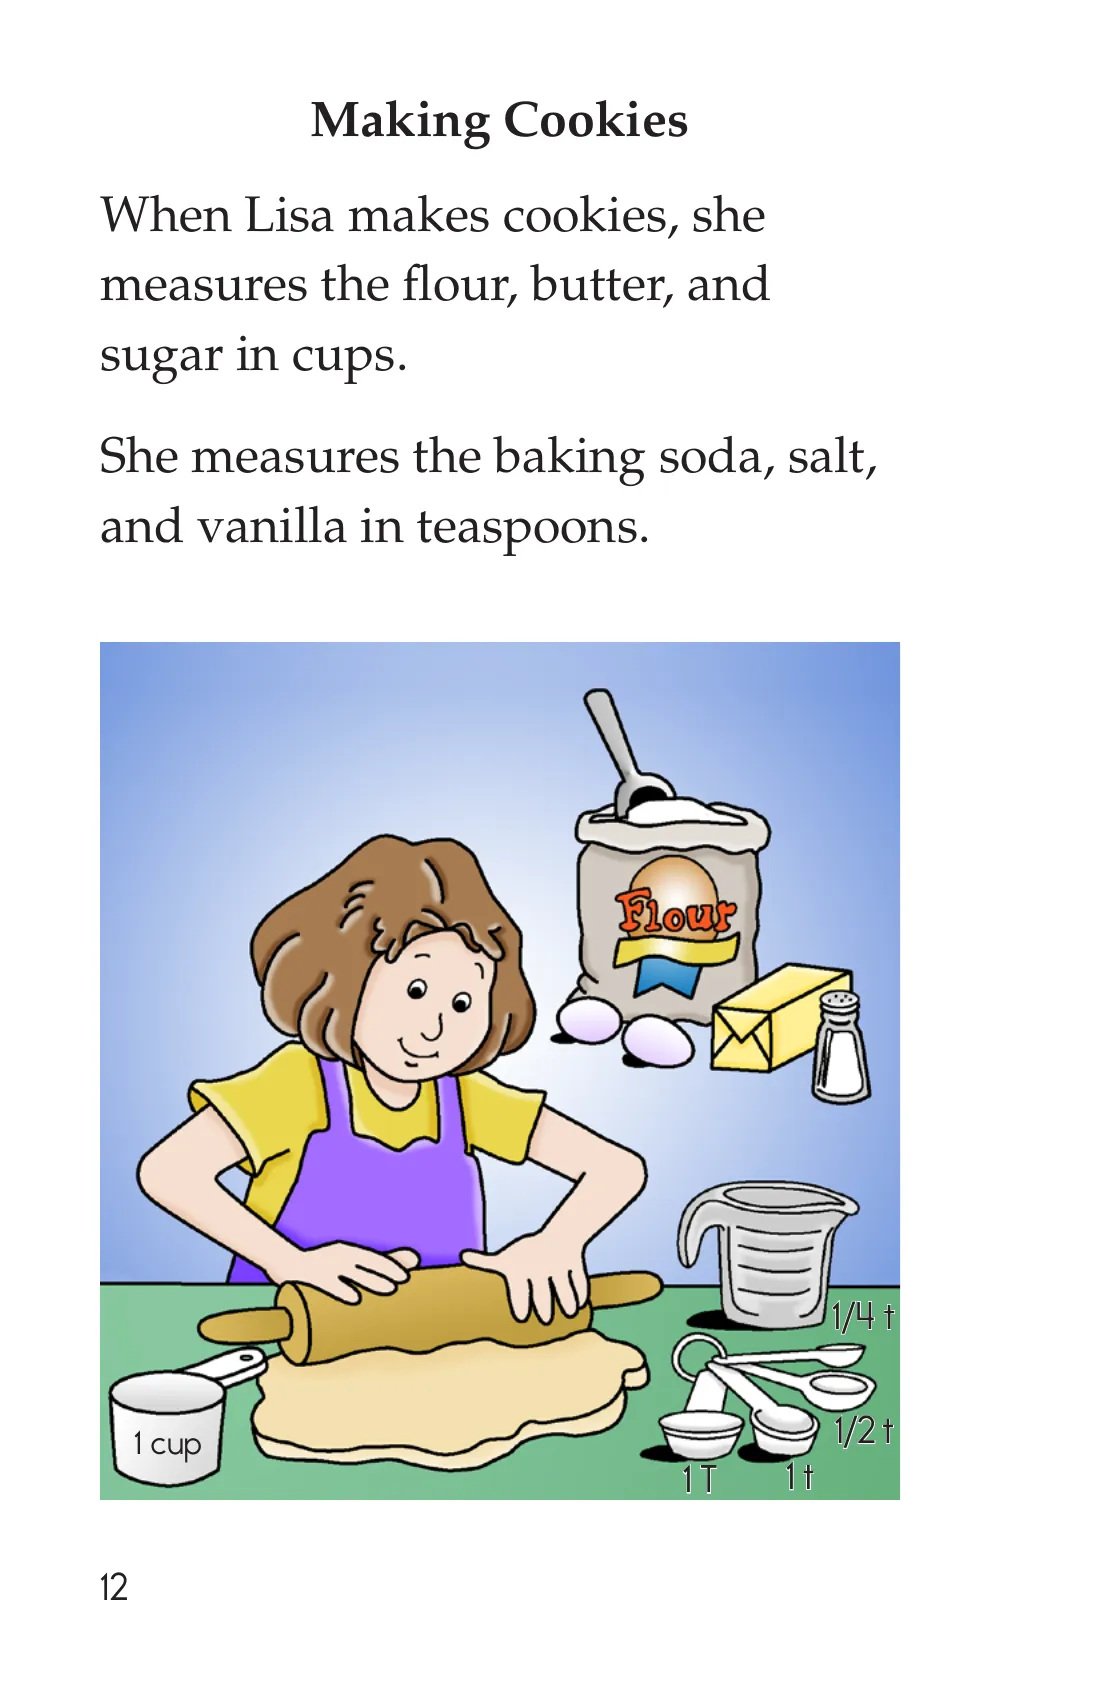 Making Cookies
When Lisa makes cookies, she
measures the flour, butter, and
sugar in cups.
She measures the baking soda, salt,
and vanilla in teaspoons.
Flour
1/4 t
1/2 t
1 cup
1 T
1 t
12